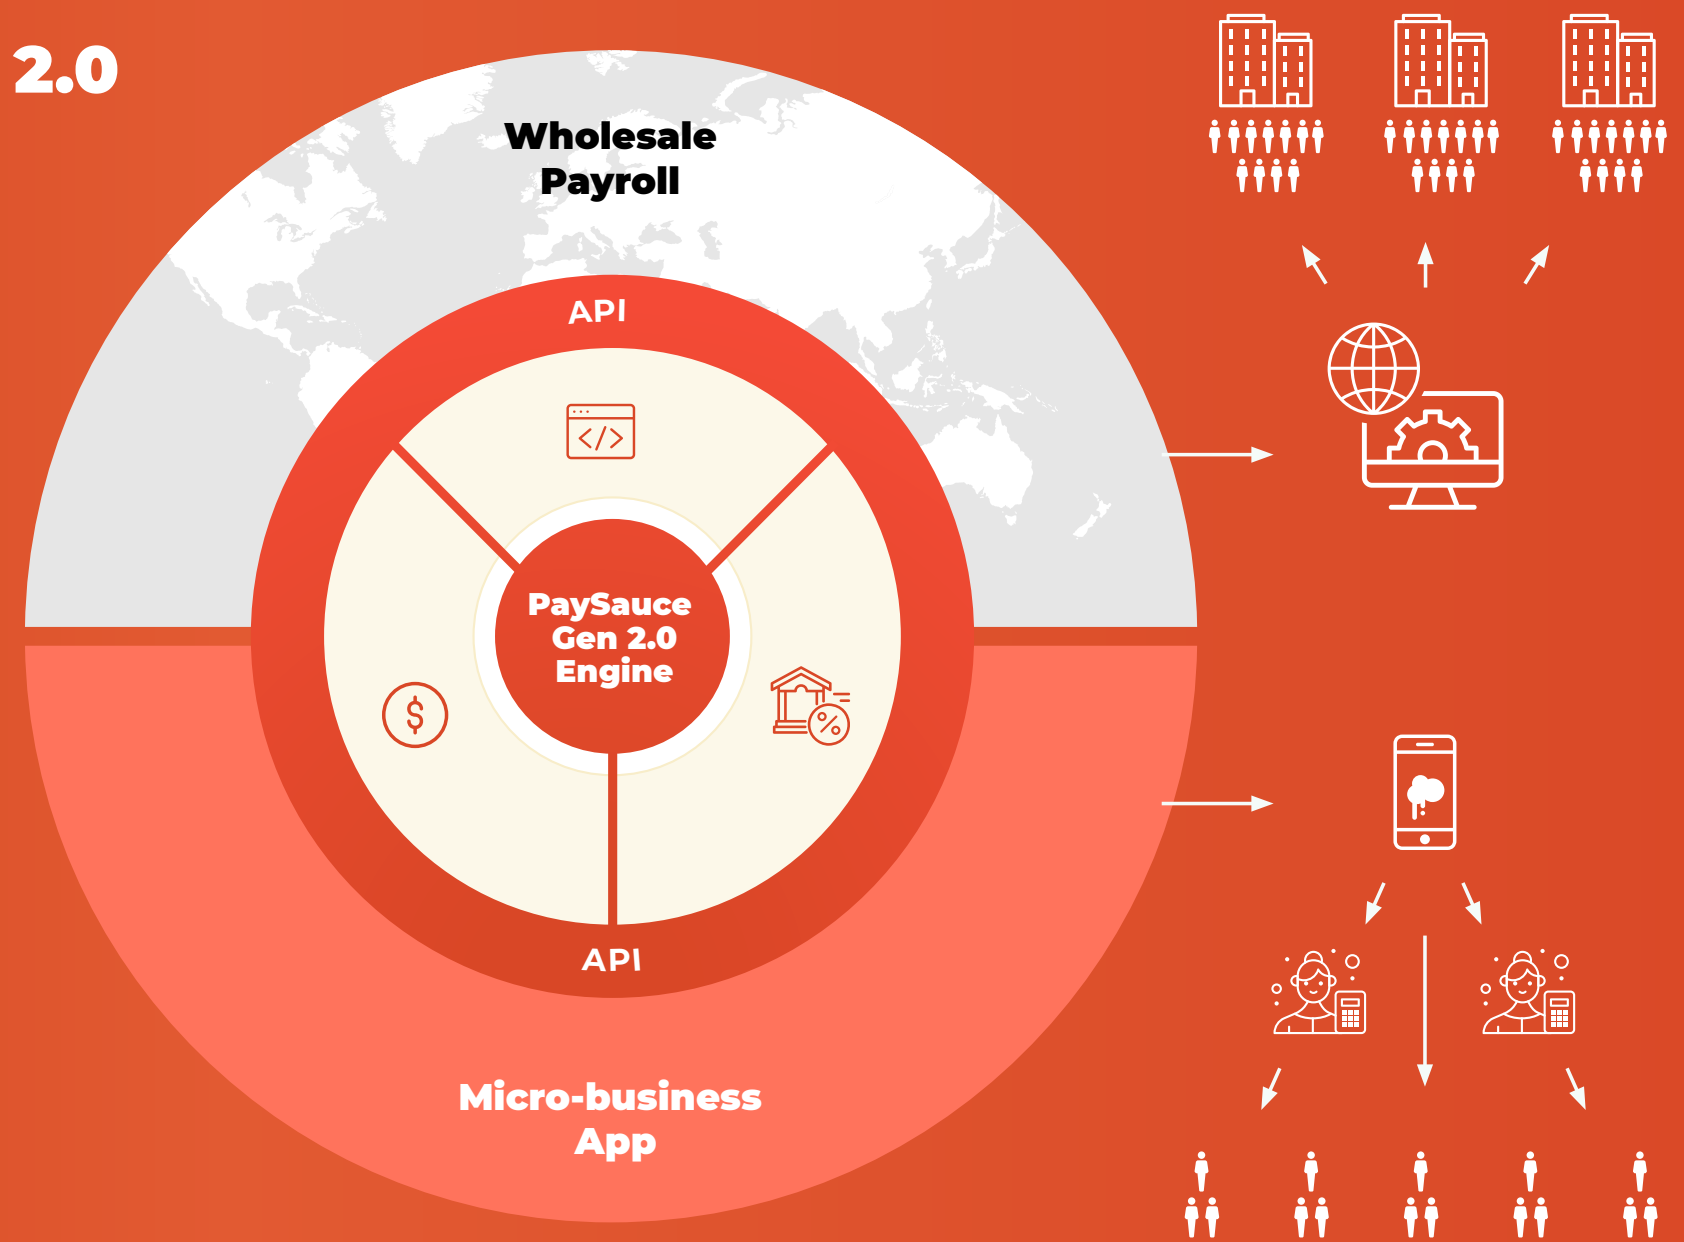 2.0
Wholesale
Payroll
API
</>
$
%
PaySauce
Gen 2.0
Engine
API
Micro-business
App